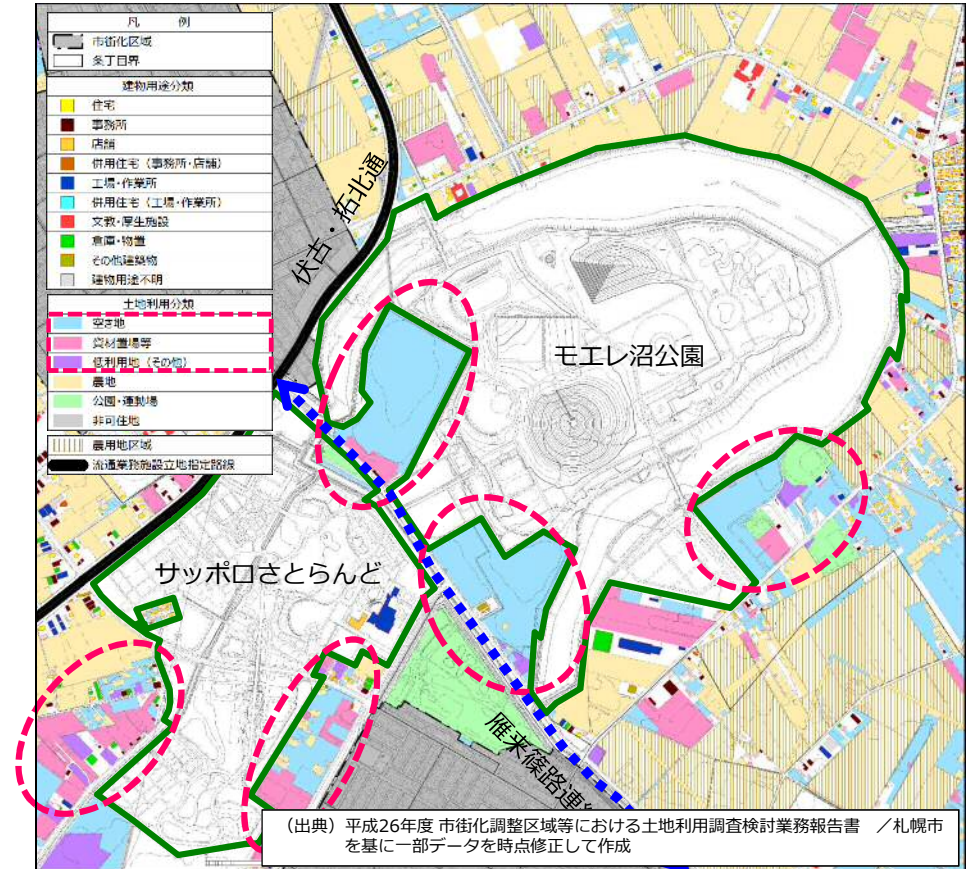 凡 例
市街化区域
条丁目界
建物用途分類
住宅
事務所
店舗
併用住宅（事務所・店舗）
工場・作業所
併用住宅（工場・作業所）
文教・厚生施設
倉庫・物置
その他建築物
建物用途不明
土地利用分類
空き地
資材置場等
低利用地（その他）
農地
公園・運動場
非可住地
農用地区域
流通業務施設立地指定路線
伏古・拓北通
モエレ沼公園
サッポロさとらんど
雁来篠路連
（出典）平成26年度 市街化調整区域等における土地利用調査検討業務報告書 ／札幌市
を基に一部データを時点修正して作成